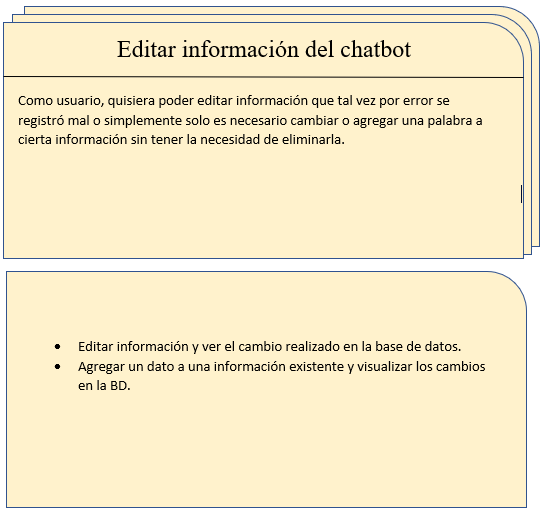 Editar información del chatbot
Como usuario, quisiera poder editar información que tal vez por error se
registró mal o simplemente solo es necesario cambiar o agregar una palabra a
cierta información sin tener la necesidad de eliminarla.
• Editar información y ver el cambio realizado en la base de datos.
• Agregar un dato a una información existente y visualizar los cambios
en la BD.